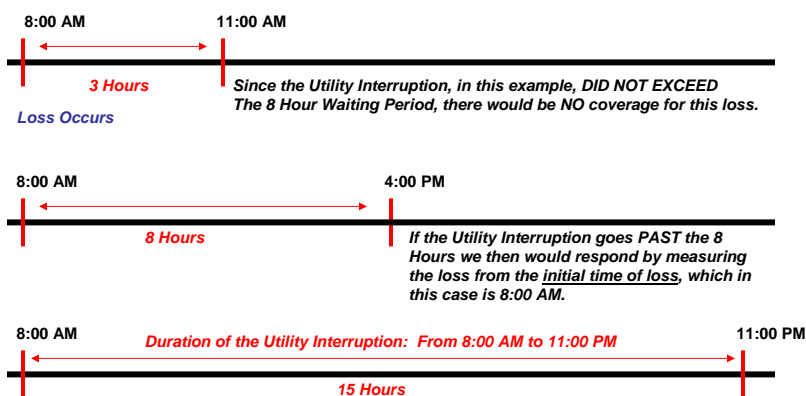 8:00 AM 11:00 AM
3 Hours
Since the Utility Interruption, in this example, DID NOT EXCEED
The 8 Hour Waiting Period, there would be NO coverage for this loss.
Loss Occurs
8:00 AM 4:00 PM
8 Hours
If the Utility Interruption goes PAST the 8
Hours we then would respond by measuring
the loss from the initial time of loss, which in
this case is 8:00 AM.
8:00 AM 11:00 PM
Duration of the Utility Interruption: From 8:00 AM to 11:00 PM
15 Hours